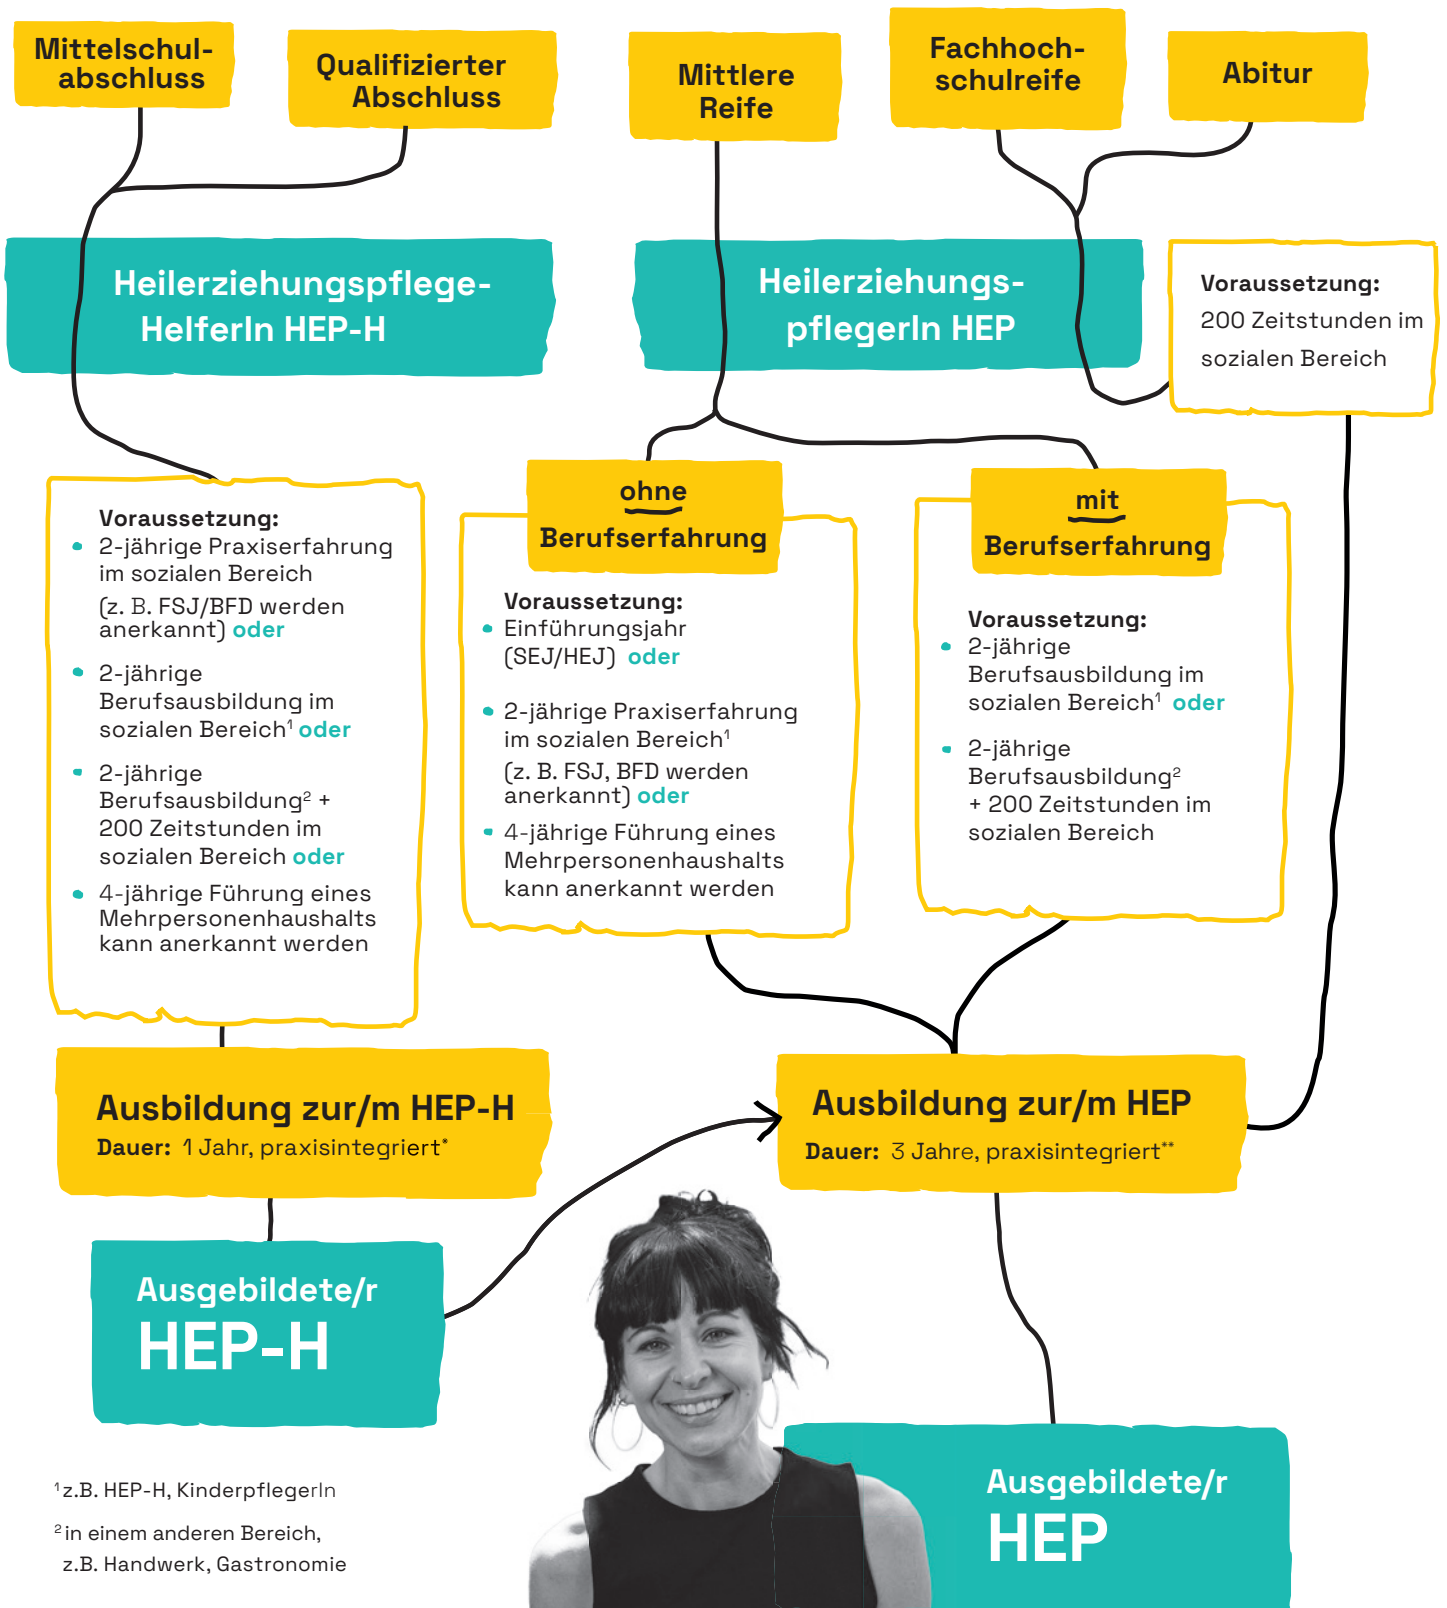 Mittelschul-
abschluss
Qualifizierter
Abschluss
Mittlere
Reife
Fachhoch-
schulreife
Abitur
Heilerziehungspflege-
HelferIn HEP-H
Heilerziehungs-
pflegerIn HEP
Voraussetzung:
200 Zeitstunden im
sozialen Bereich
Voraussetzung:
• 2-jährige Praxiserfahrung
im sozialen Bereich
(z. B. FSJ/BFD werden
anerkannt) oder
• 2-jährige
Berufsausbildung im
sozialen Bereich¹ oder
• 2-jährige
Berufsausbildung² +
200 Zeitstunden im
sozialen Bereich oder
• 4-jährige Führung eines
Mehrpersonenhaushalts
kann anerkannt werden
ohne
Berufserfahrung
Voraussetzung:
• Einführungsjahr
(SEJ/HEJ) oder
• 2-jährige Praxiserfahrung
im sozialen Bereich¹
(z. B. FSJ, BFD werden
anerkannt) oder
• 4-jährige Führung eines
Mehrpersonenhaushalts
kann anerkannt werden
mit
Berufserfahrung
Voraussetzung:
• 2-jährige
Berufsausbildung im
sozialen Bereich¹ oder
• 2-jährige
Berufsausbildung²
+ 200 Zeitstunden im
sozialen Bereich
Ausbildung zur/m HEP-H
Dauer: 1 Jahr, praxisintegriert*
Ausbildung zur/m HEP
Dauer: 3 Jahre, praxisintegriert**
Ausgebildete/r
HEP-H
Ausgebildete/r
HEP
¹ z.B. HEP-H, KinderpflegerIn
² in einem anderen Bereich,
z.B. Handwerk, Gastronomie